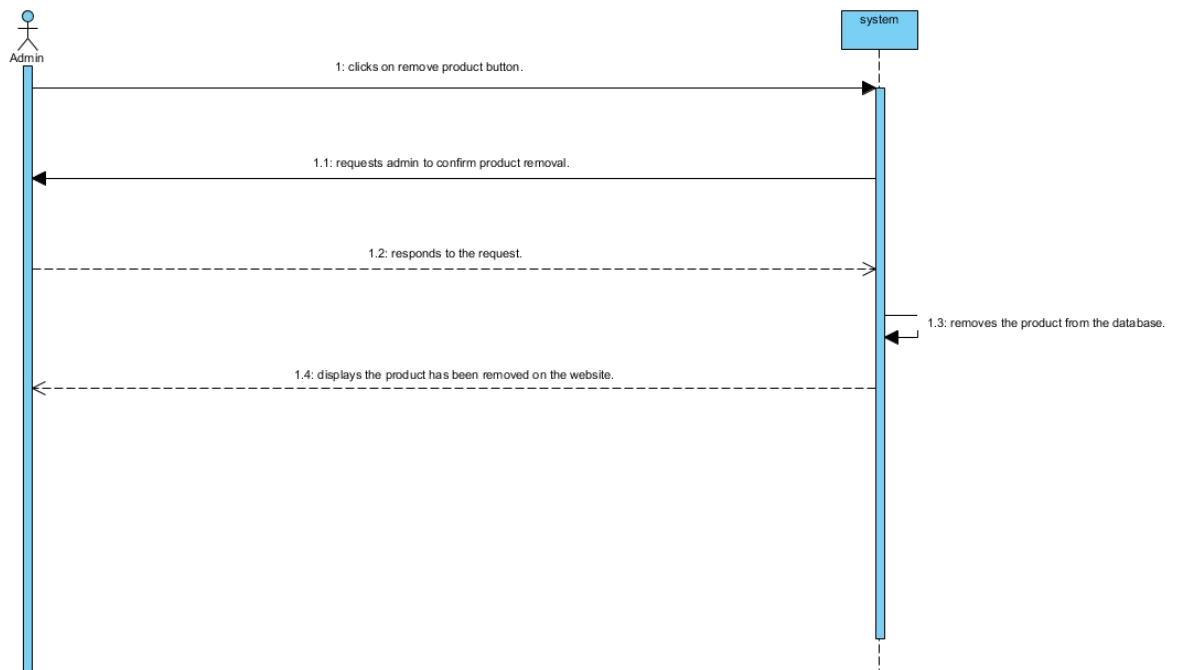 system
Admin
1: clicks on remove product button.
1.1: requests admin to confirm product removal.
1.2: responds to the request.
1.3: removes the product from the database.
1.4: displays the product has been removed on the website.